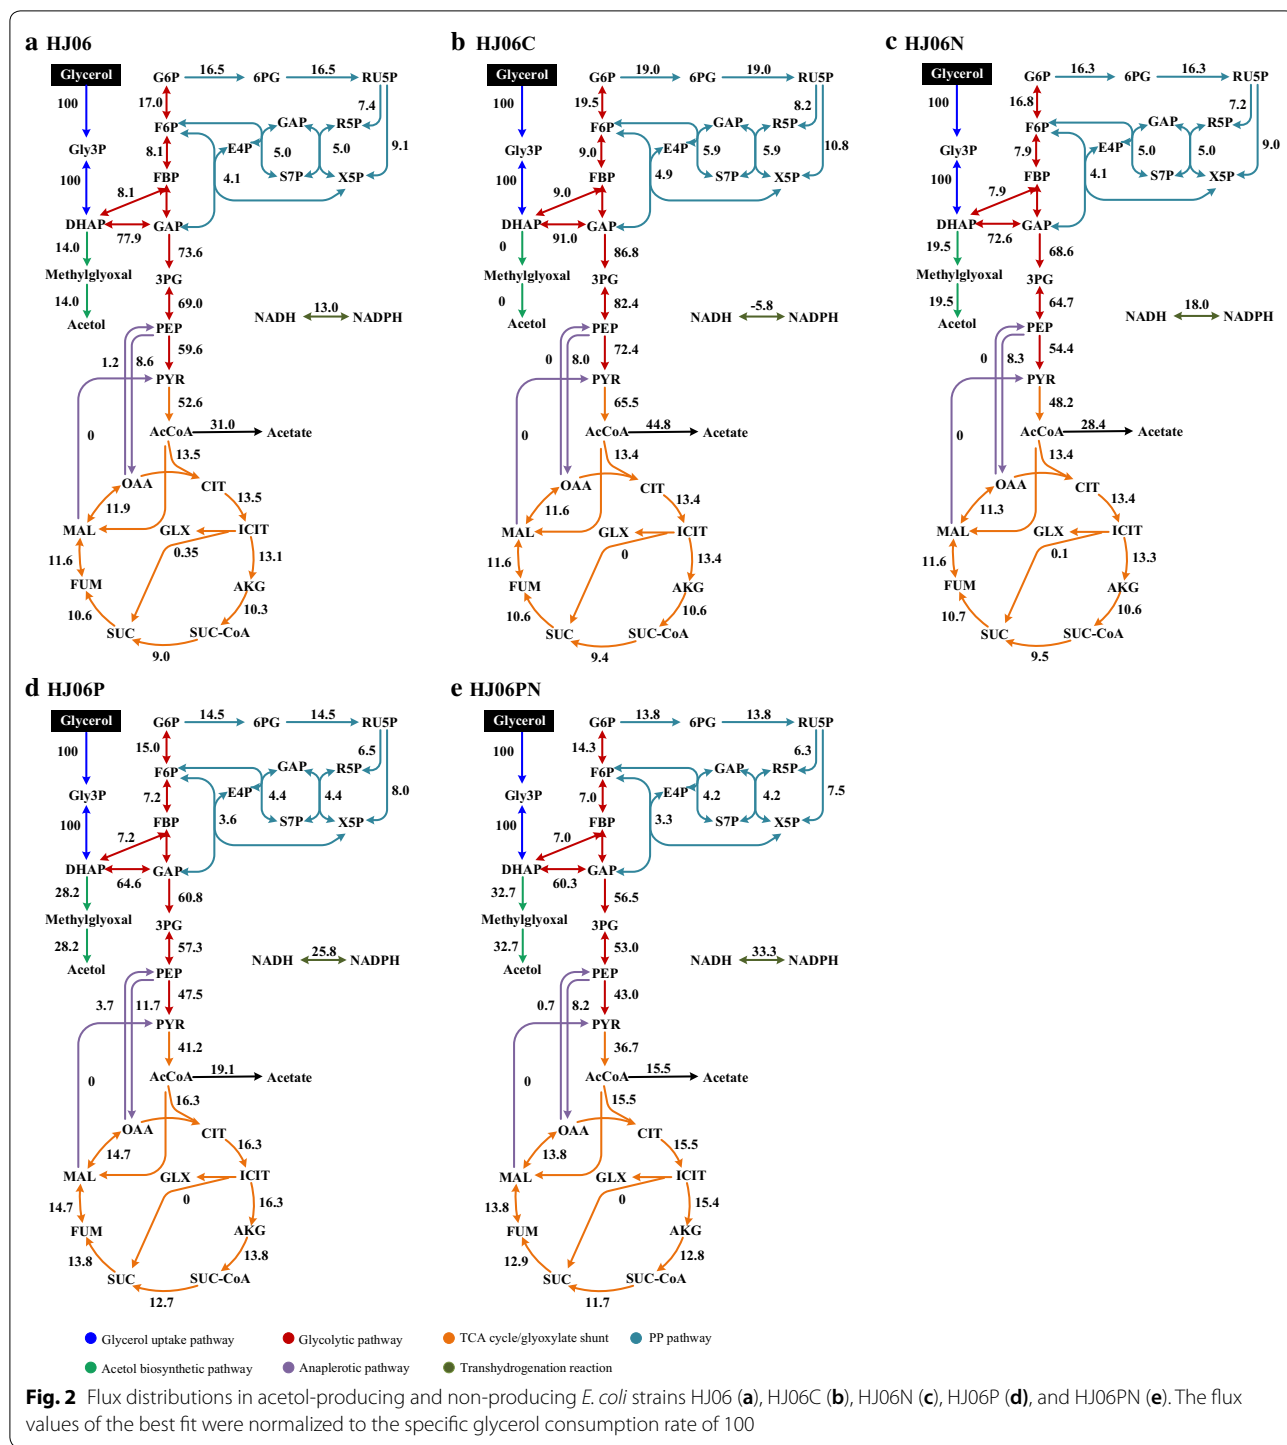 a HJ06
Glycerol
100
Gly3P
100
DHAP
14.0
Methylglyoxal
14.0
Acetol
G6P 16.5 6PG 16.5 RU5P
17.0
F6P
8.1
FBP
8.1
77.9
GAP
E4P
GAP
R5P
S7P
X5P
4.1
5.0
5.0
7.4
9.1
73.6
3PG
69.0
PEP
59.6
PYR
52.6
AcCoA 31.0 Acetate
NADH 13.0 NADPH
1.2
8.6
0
13.5
OAA
CIT
13.5
11.9
MAL
GLX
ICIT
0.35
13.1
11.6
FUM
AKG
10.6
10.3
SUC
SUC-CoA
9.0
b HJ06C
Glycerol
100
Gly3P
100
DHAP
0
Methylglyoxal
0
Acetol
G6P 19.0 6PG 19.0 RU5P
19.5
F6P
9.0
FBP
9.0
91.0
GAP
E4P
GAP
R5P
S7P
X5P
4.9
5.9
5.9
8.2
10.8
86.8
3PG
82.4
PEP
72.4
PYR
65.5
AcCoA 44.8 Acetate
NADH -5.8 NADPH
0
8.0
0
13.4
OAA
CIT
13.4
11.6
MAL
GLX
ICIT
0
13.4
11.6
FUM
AKG
10.6
10.6
SUC
SUC-CoA
9.4
c HJ06N
Glycerol
100
Gly3P
100
DHAP
19.5
Methylglyoxal
19.5
Acetol
G6P 16.3 6PG 16.3 RU5P
16.8
F6P
7.9
FBP
7.9
72.6
GAP
E4P
GAP
R5P
S7P
X5P
4.1
5.0
5.0
7.2
9.0
68.6
3PG
64.7
PEP
54.4
PYR
48.2
AcCoA 28.4 Acetate
NADH 18.0 NADPH
0
8.3
0
13.4
OAA
CIT
13.4
11.3
MAL
GLX
ICIT
0.1
13.3
11.6
FUM
AKG
10.7
10.6
SUC
SUC-CoA
9.5
d HJ06P
Glycerol
100
Gly3P
100
DHAP
28.2
Methylglyoxal
28.2
Acetol
G6P 14.5 6PG 14.5 RU5P
15.0
F6P
7.2
FBP
7.2
64.6
GAP
E4P
GAP
R5P
S7P
X5P
3.6
4.4
4.4
6.5
8.0
60.8
3PG
57.3
PEP
47.5
PYR
41.2
AcCoA 19.1 Acetate
NADH 25.8 NADPH
3.7
11.7
0
16.3
OAA
CIT
16.3
14.7
MAL
GLX
ICIT
0
16.3
14.7
FUM
AKG
13.8
13.8
SUC
SUC-CoA
12.7
e HJ06PN
Glycerol
100
Gly3P
100
DHAP
32.7
Methylglyoxal
32.7
Acetol
G6P 13.8 6PG 13.8 RU5P
14.3
F6P
7.0
FBP
7.0
60.3
GAP
E4P
GAP
R5P
S7P
X5P
3.3
4.2
4.2
6.3
7.5
56.5
3PG
53.0
PEP
43.0
PYR
36.7
AcCoA 15.5 Acetate
NADH 33.3 NADPH
0.7
8.2
0
15.5
OAA
CIT
15.5
13.8
MAL
GLX
ICIT
0
15.4
13.8
FUM
AKG
12.9
12.8
SUC
SUC-CoA
11.7
Glycerol uptake pathway Glycolytic pathway TCA cycle/glyoxylate shunt PP pathway
Acetol biosynthetic pathway Anaplerotic pathway Transhydrogenation reaction
Fig. 2 Flux distributions in acetol-producing and non-producing E. coli strains HJ06 (a), HJ06C (b), HJ06N (c), HJ06P (d), and HJ06PN (e). The flux
values of the best fit were normalized to the specific glycerol consumption rate of 100